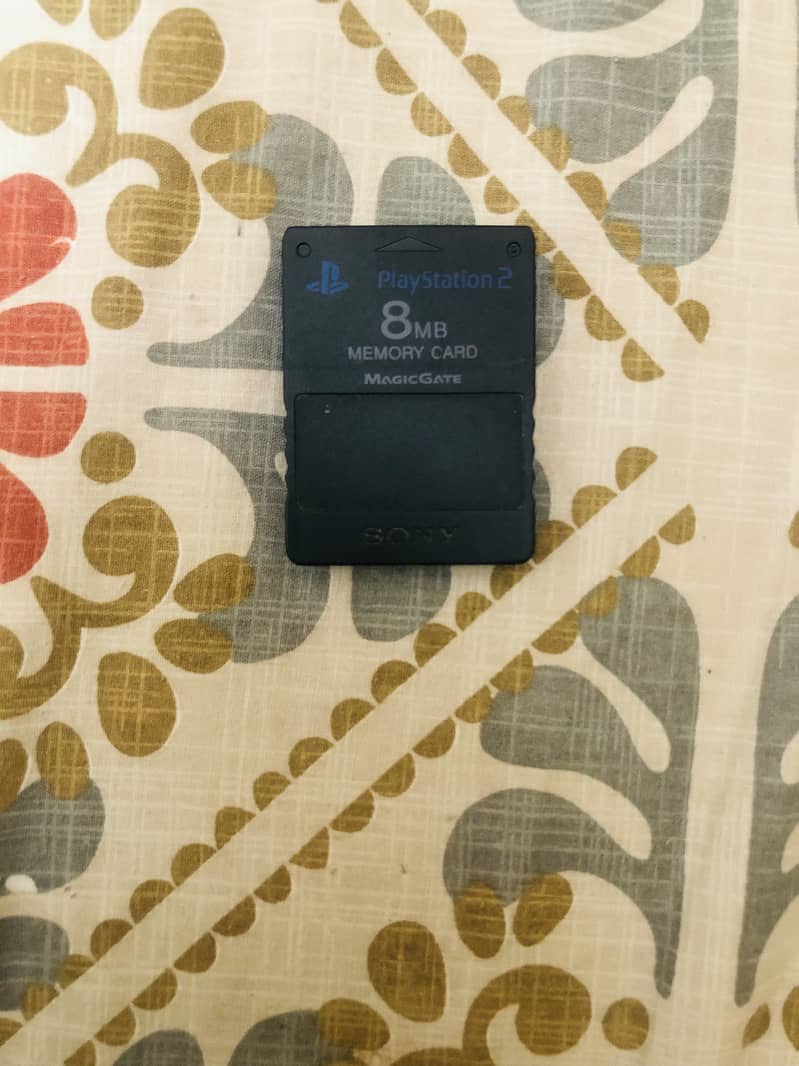 PlayStation 2
8MB
MEMORY CARD
MAGICGATE
SONY